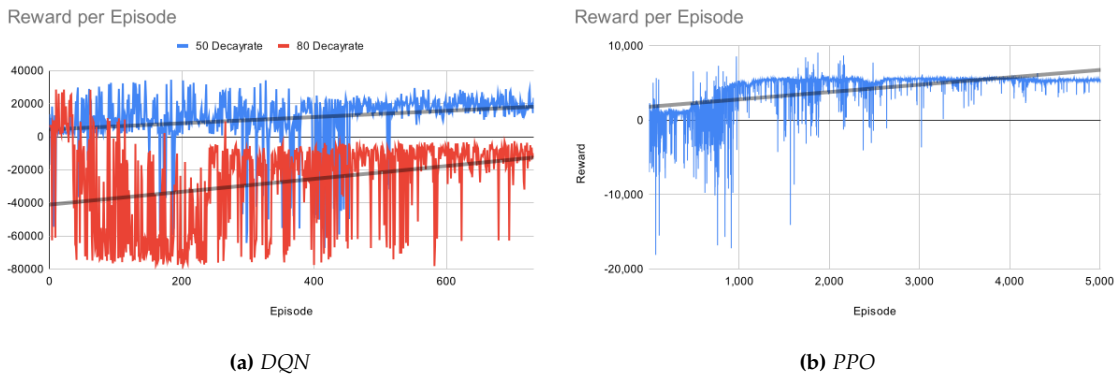 Reward per Episode
50 Decayrate
80 Decayrate
40000
20000
0
-20000
-40000
-60000
-80000
0
200
400
600
Episode
(a) DQN
Reward per Episode
Reward
10,000
0
-10,000
-20,000
1,000
2,000
3,000
4,000
5,000
Episode
(b) PPO